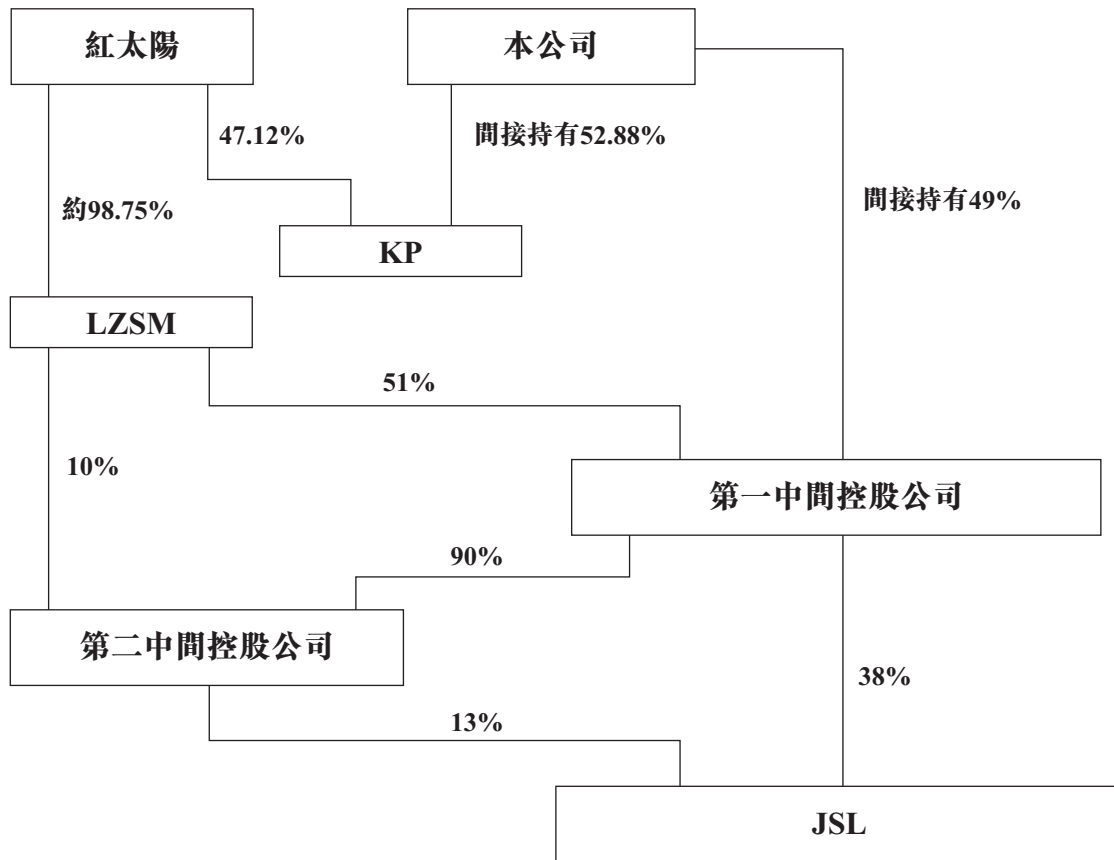 紅太陽
本公司
47.12%
間接持有52.88%
約98.75%
間接持有49%
KP
LZSM
51%
10%
第一中間控股公司
90%
第二中間控股公司
38%
13%
JSL